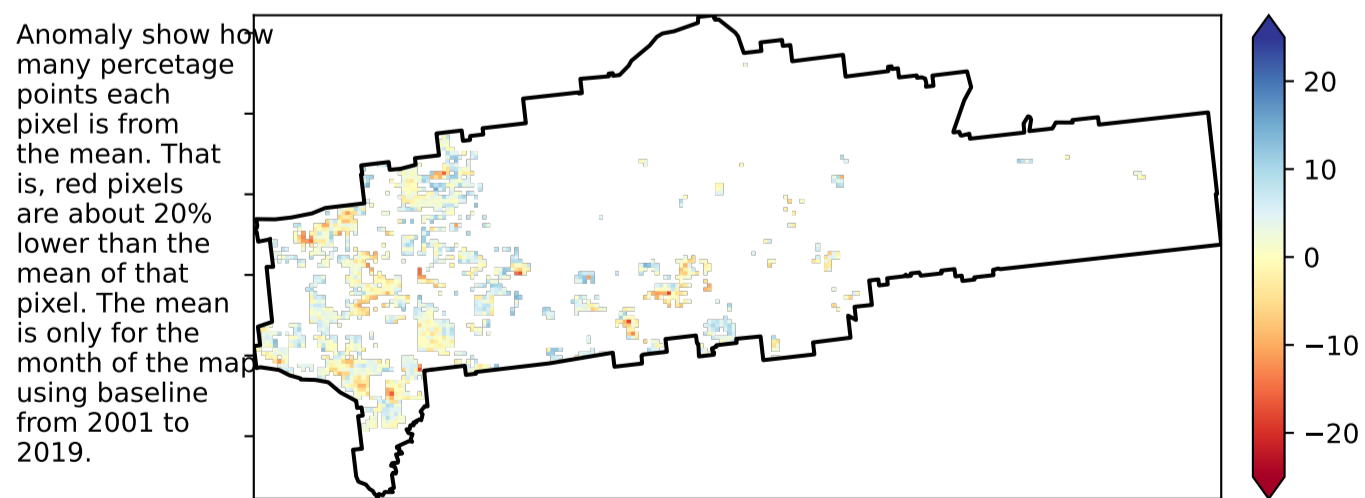 Anomaly show how
many percetage
points each
pixel is from
the mean. That
is, red pixels
are about 20%
lower than the
mean of that
pixel. The mean
is only for the
month of the map
using baseline
from 2001 to
2019.
20
10
0
−10
−20